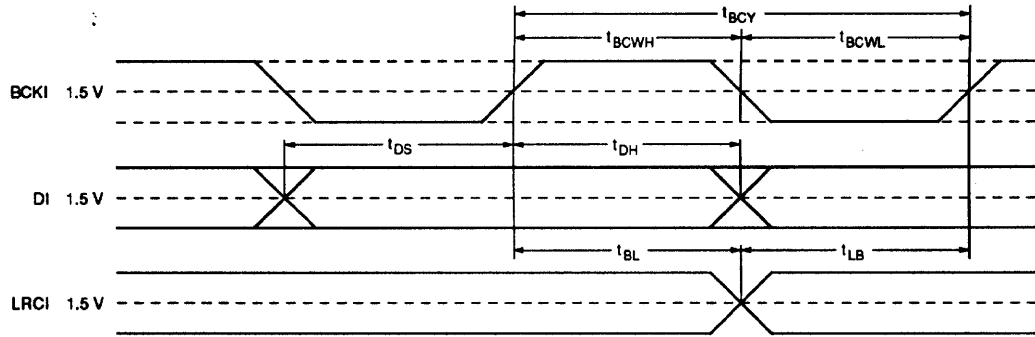 tBCY
tBCWH tBCWL
BCKI 1.5 V
tDS tDH
DI 1.5 V
tBL tLB
LRCI 1.5 V